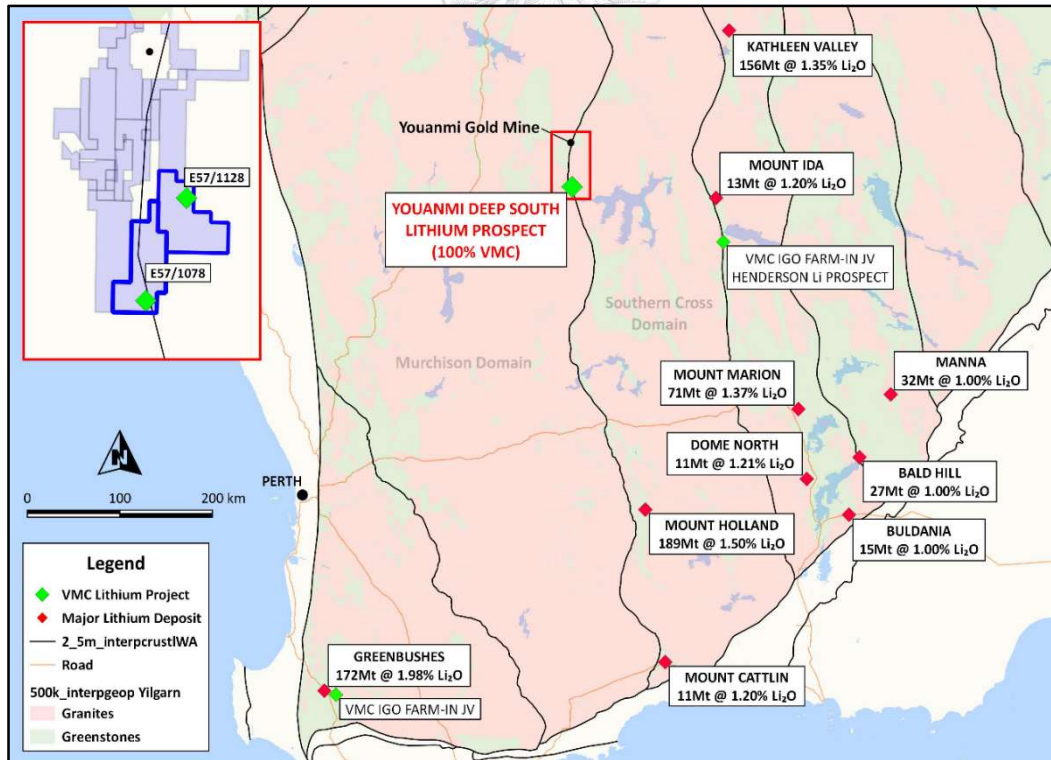 E57/1128
E57/1078
KATHLEEN VALLEY
156Mt @ 1.35% Li₂O
Youanmi Gold Mine
MOUNT IDA
13Mt @ 1.20% Li₂O
YOUANMI DEEP SOUTH
LITHIUM PROSPECT
(100% VMC)
VMC IGO FARM-IN JV
HENDERSON Li PROSPECT
Southern Cross
Domain
Murchison Domain
MANNA
32Mt @ 1.00% Li₂O
MOUNT MARION
71Mt @ 1.37% Li₂O
DOME NORTH
11Mt @ 1.21% Li₂O
BALD HILL
27Mt @ 1.00% Li₂O
N
PERTH
0 100 200 km
MOUNT HOLLAND
189Mt @ 1.50% Li₂O
BULDANIA
15Mt @ 1.00% Li₂O
Legend
VMC Lithium Project
Major Lithium Deposit
2_5m_interpcrustlWA
Road
500k_interpgeop Yilgarn
Granites
Greenstones
GREENBUSHES
172Mt @ 1.98% Li₂O
VMC IGO FARM-IN JV
MOUNT CATTLIN
11Mt @ 1.20% Li₂O